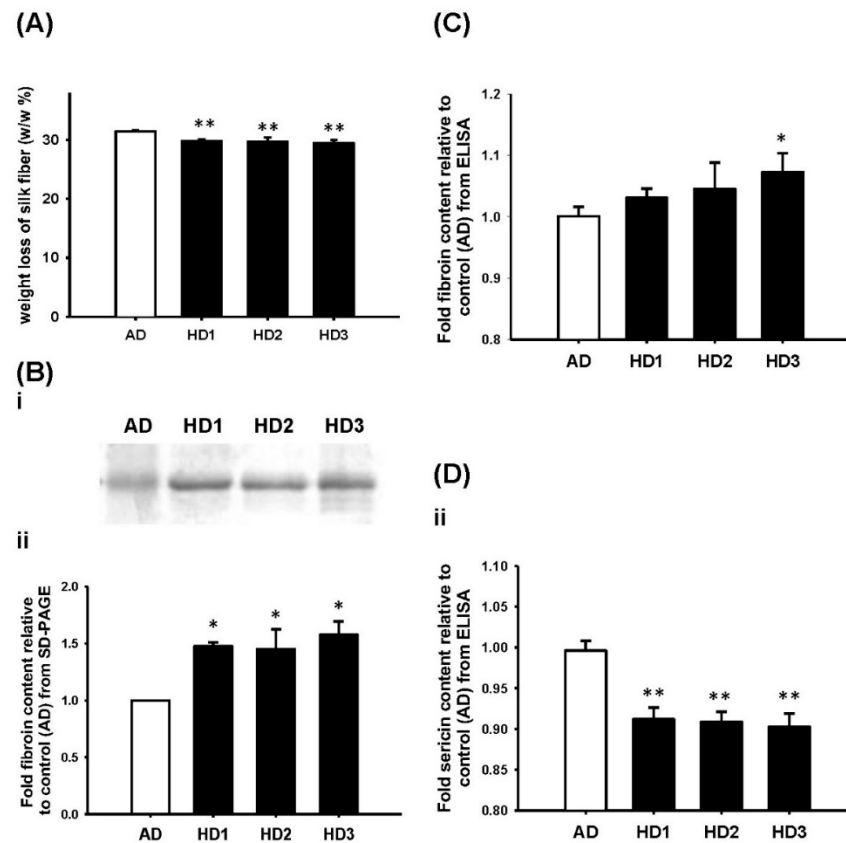 (A)
weight loss of silk fiber (w/w %)
30
20
10
0
** ** **
AD HD1 HD2 HD3
(B)
i
AD HD1 HD2 HD3
ii
Fold fibroin content relative
to control (AD) from SD-PAGE
2.0
1.5
1.0
0.5
0.0
* * *
AD HD1 HD2 HD3
(C)
Fold fibroin content relative to
control (AD) from ELISA
1.2
1.1
1.0
0.9
0.8
*
AD HD1 HD2 HD3
(D)
ii
Fold sericin content relative to
control (AD) from ELISA
1.10
1.05
1.00
0.95
0.90
0.85
0.80
** ** **
AD HD1 HD2 HD3